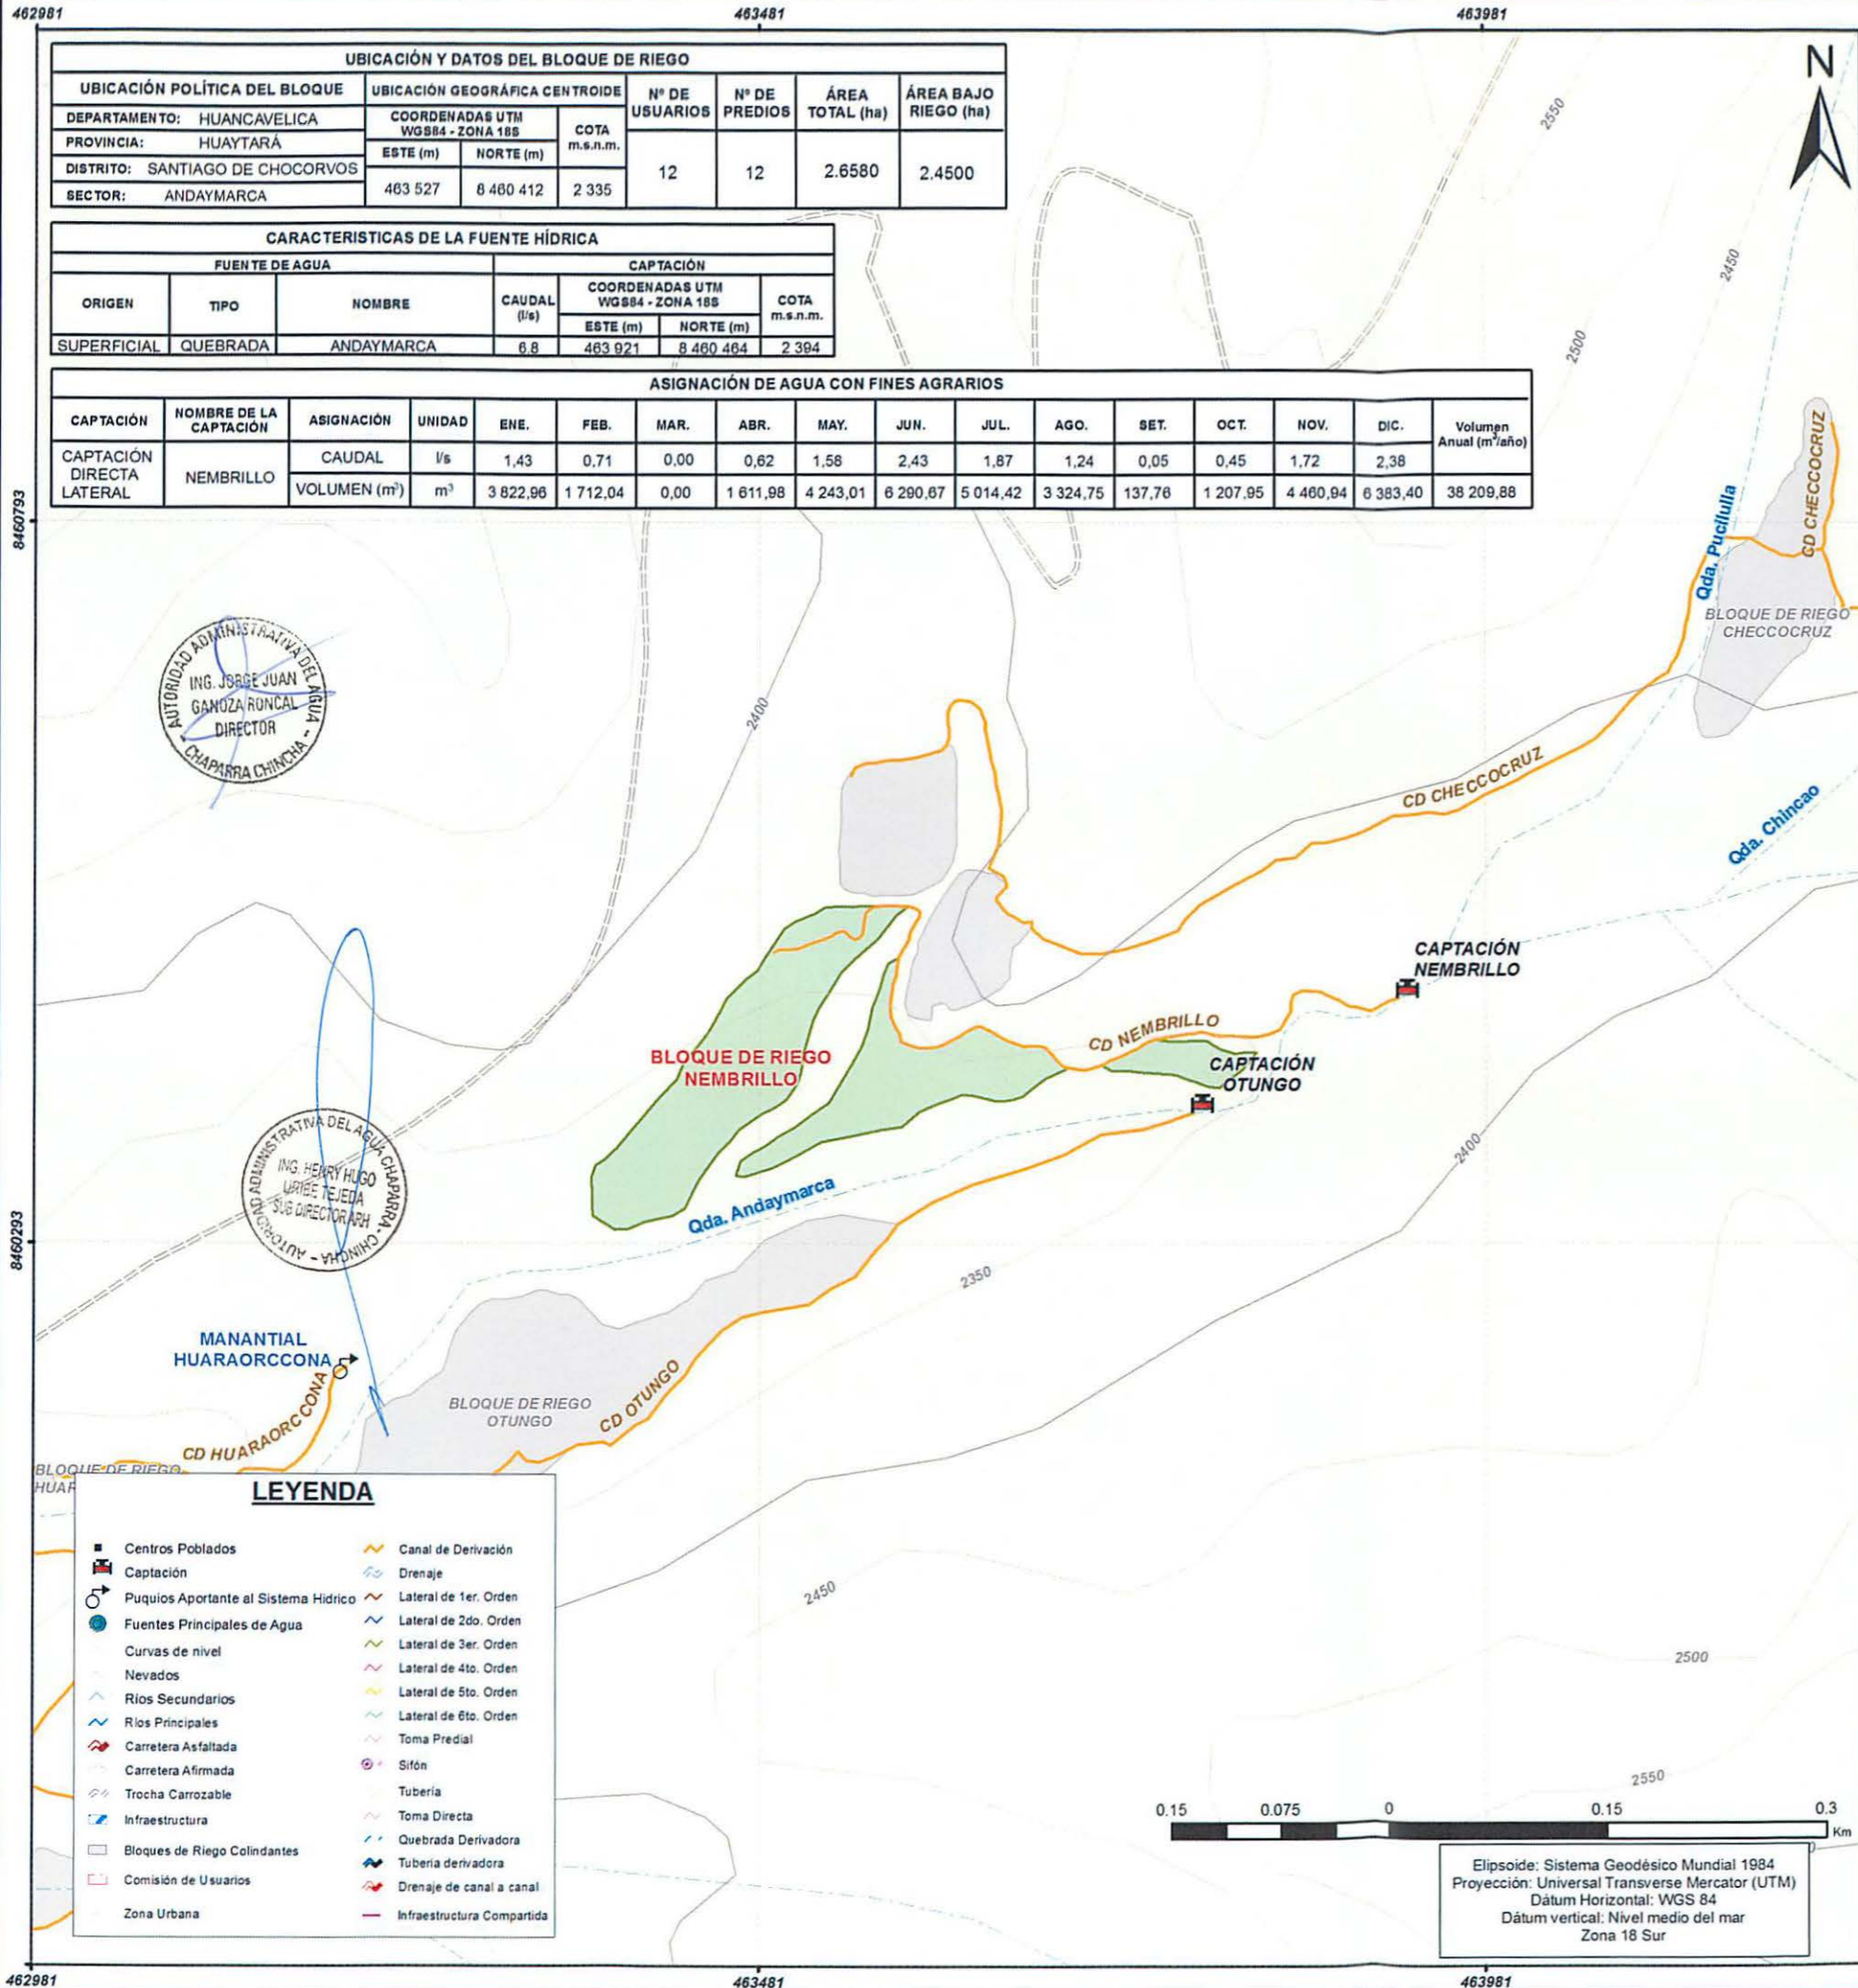 462981 463481 463981
UBICACIÓN Y DATOS DEL BLOQUE DE RIEGO
UBICACIÓN POLÍTICA DEL BLOQUE UBICACIÓN GEOGRÁFICA CENTROIDE Nº DE USUARIOS Nº DE PREDIOS ÁREA TOTAL (ha) ÁREA BAJO RIEGO (ha)
DEPARTAMENTO: HUANCAVELICA COORDENADAS UTM WGS84 - ZONA 18S COTA m.s.n.m.
PROVINCIA: HUAYTARÁ ESTE (m) NORTE (m)
DISTRITO: SANTIAGO DE CHOCORVOS 463 527 8 460 412 2 335 12 12 2.6580 2.4500
SECTOR: ANDAYMARCA
N
CARACTERISTICAS DE LA FUENTE HÍDRICA
FUENTE DE AGUA CAPTACIÓN
ORIGEN TIPO NOMBRE CAUDAL (l/s) COORDENADAS UTM WGS84 - ZONA 18S COTA m.s.n.m.
ESTE (m) NORTE (m)
SUPERFICIAL QUEBRADA ANDAYMARCA 6.8 463 921 8 460 464 2 394
ASIGNACIÓN DE AGUA CON FINES AGRARIOS
CAPTACIÓN NOMBRE DE LA CAPTACIÓN ASIGNACIÓN UNIDAD ENE. FEB. MAR. ABR. MAY. JUN. JUL. AGO. SET. OCT. NOV. DIC. Volumen Anual (m³/año)
CAPTACIÓN DIRECTA LATERAL NEMBRILLO CAUDAL l/s 1,43 0,71 0,00 0,62 1,58 2,43 1,87 1,24 0,05 0,45 1,72 2,38
VOLUMEN (m³) m³ 3 822,96 1 712,04 0,00 1 611,98 4 243,01 6 290,67 5 014,42 3 324,75 137,76 1 207,95 4 460,94 6 383,40 38 209,88
2550
2450
2500
8460793
CD CHECCOCRUZ
Qda. Pucilulla
BLOQUE DE RIEGO
CHECCOCRUZ
AUTORIDAD ADMINISTRATIVA DEL AGUA - CHAPARRA CHINCHA -
ING. JORGE JUAN
GANOZA RONCAL
DIRECTOR
2400
CD CHECCOCRUZ
Qda. Chincao
CAPTACIÓN
NEMBRILLO
CD NEMBRILLO
BLOQUE DE RIEGO
NEMBRILLO
CAPTACIÓN
OTUNGO
2400
AUTORIDAD ADMINISTRATIVA DEL AGUA CHAPARRA - CHINCHA -
ING. HENRY HUGO
URIBE TEJEDA
SUB DIRECTOR ARH
Qda. Andaymarca
8460293
2350
MANANTIAL
HUARAORCCONA
CD HUARAORCCONA
BLOQUE DE RIEGO
OTUNGO
CD OTUNGO
BLOQUE DE RIEGO
HUAR
LEYENDA
Centros Poblados
Captación
Puquios Aportante al Sistema Hidrico
Fuentes Principales de Agua
Curvas de nivel
Nevados
Ríos Secundarios
Ríos Principales
Carretera Asfaltada
Carretera Afirmada
Trocha Carrozable
Infraestructura
Bloques de Riego Colindantes
Comisión de Usuarios
Zona Urbana
Canal de Derivación
Drenaje
Lateral de 1er. Orden
Lateral de 2do. Orden
Lateral de 3er. Orden
Lateral de 4to. Orden
Lateral de 5to. Orden
Lateral de 6to. Orden
Toma Predial
Sifón
Tubería
Toma Directa
Quebrada Derivadora
Tuberia derivadora
Drenaje de canal a canal
Infraestructura Compartida
2450
2500
2550
0.15 0.075 0 0.15 0.3
Km
Elipsoide: Sistema Geodésico Mundial 1984
Proyección: Universal Transverse Mercator (UTM)
Dátum Horizontal: WGS 84
Dátum vertical: Nivel medio del mar
Zona 18 Sur
462981 463481 463981